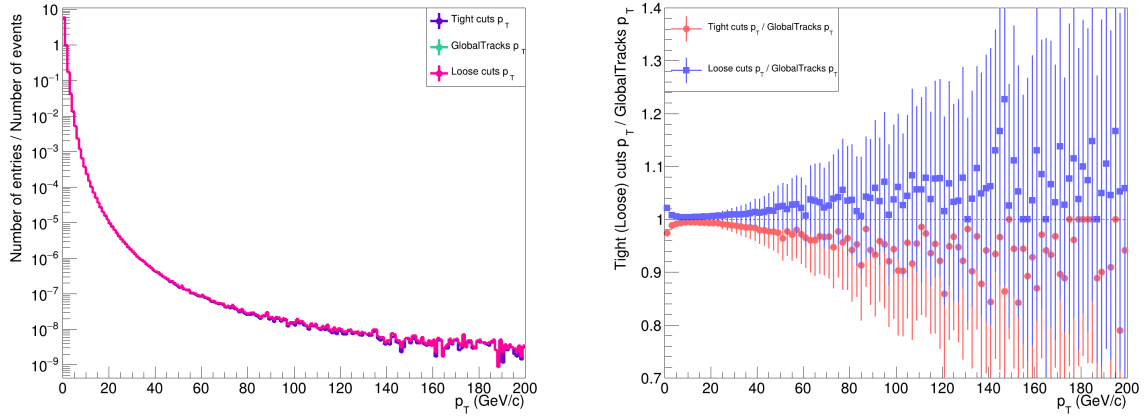 Number of entries / Number of events
10
1
10⁻¹
10⁻²
10⁻³
10⁻⁴
10⁻⁵
10⁻⁶
10⁻⁷
10⁻⁸
10⁻⁹
Tight cuts p_T
GlobalTracks p_T
Loose cuts p_T
0 20 40 60 80 100 120 140 160 180 200
p_T (GeV/c)
Tight (Loose) cuts p_T / GlobalTracks p_T
1.4
1.3
1.2
1.1
1
0.9
0.8
0.7
Tight cuts p_T / GlobalTracks p_T
Loose cuts p_T / GlobalTracks p_T
0 20 40 60 80 100 120 140 160 180 200
p_T (GeV/c)